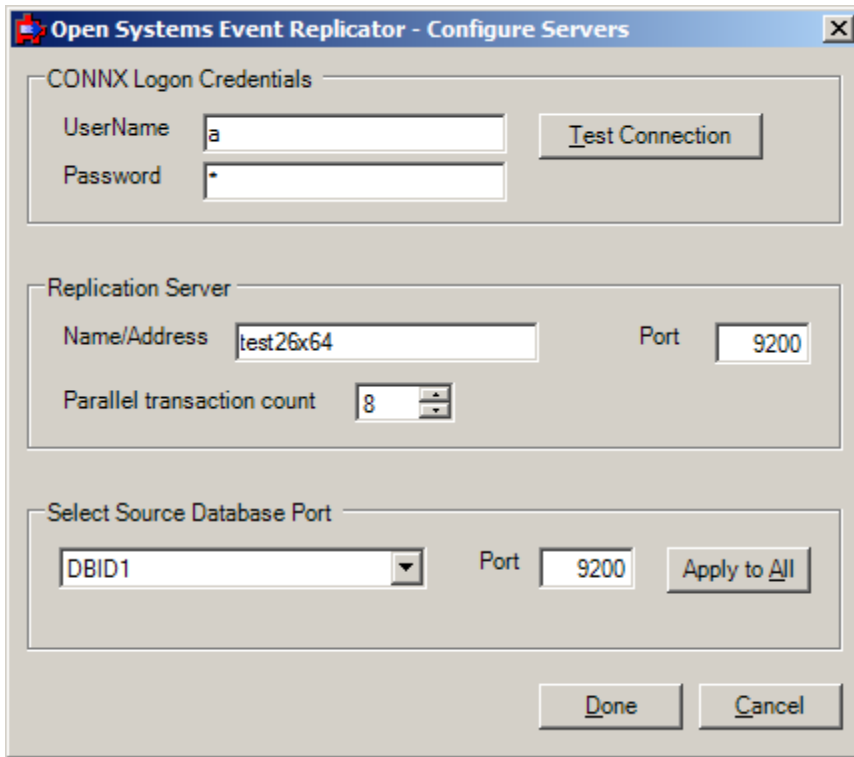 Open Systems Event Replicator - Configure Servers
CONNX Logon Credentials
UserName a Test Connection
Password *
Replication Server
Name/Address test26x64 Port 9200
Parallel transaction count 8
Select Source Database Port
DBID1 Port 9200 Apply to All
Done Cancel